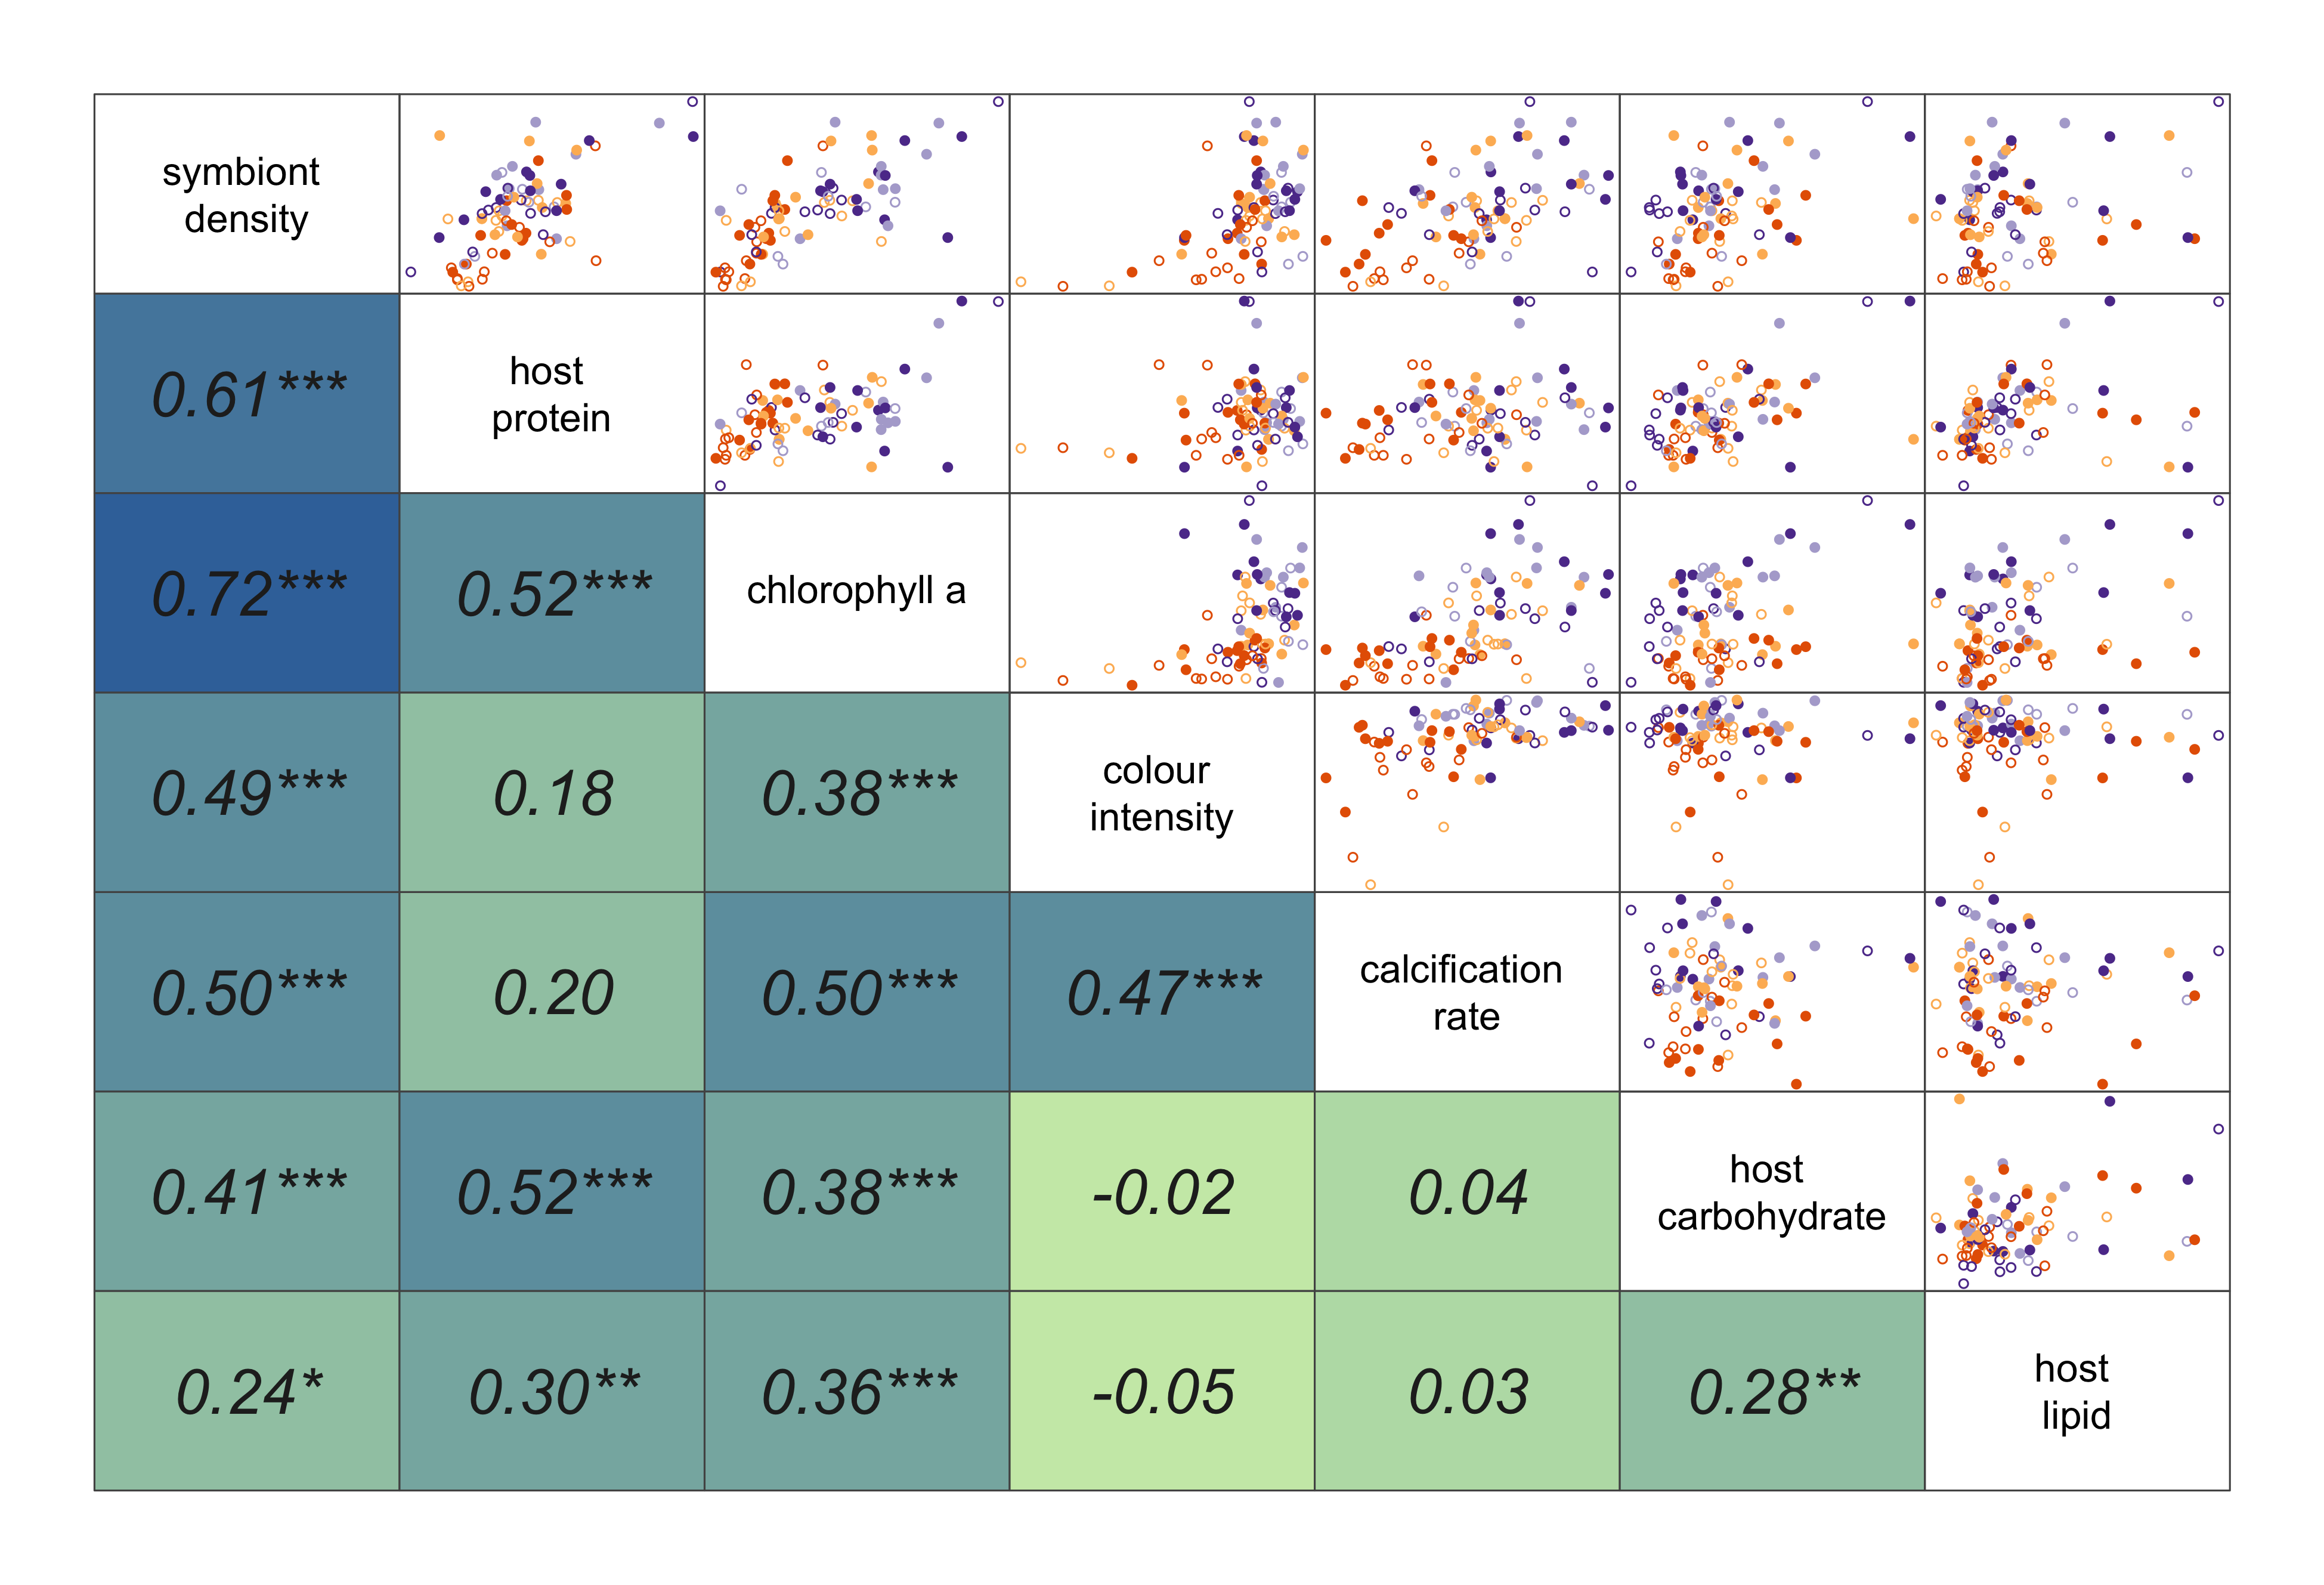 symbiont
density
0.61***
host
protein
0.72***
0.52***
chlorophyll a
0.49***
0.18
0.38***
colour
intensity
0.50***
0.20
0.50***
0.47***
calcification
rate
0.41***
0.52***
0.38***
-0.02
0.04
host
carbohydrate
0.24*
0.30**
0.36***
-0.05
0.03
0.28**
host
lipid